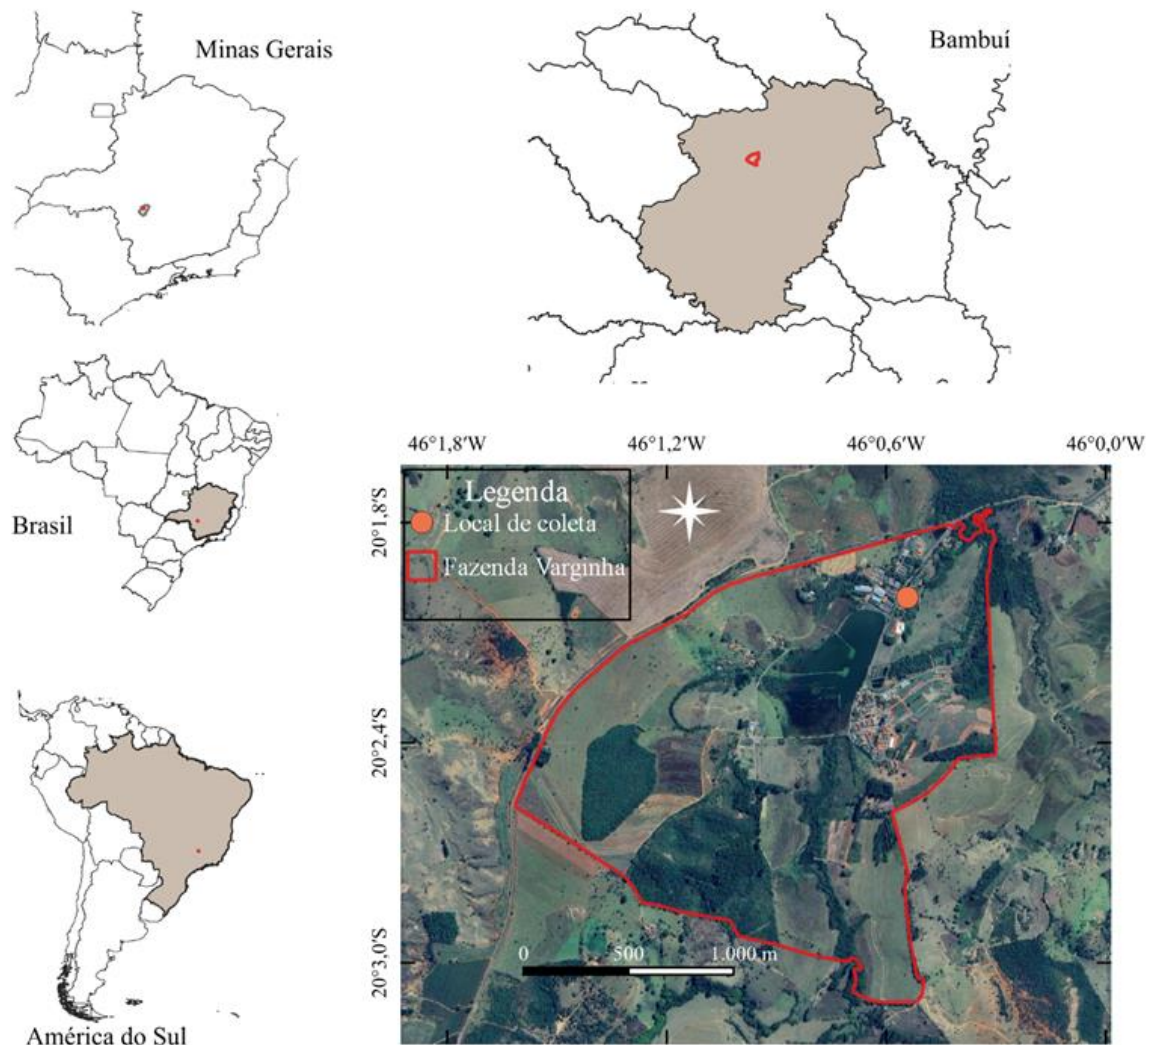 Minas Gerais
Bambuí
Brasil
América do Sul
46°1,8'W 46°1,2'W 46°0,6'W 46°0,0'W
20°1,8'S
20°2,4'S
20°3,0'S
Legenda
Local de coleta
Fazenda Varginha
0 500 1.000 m